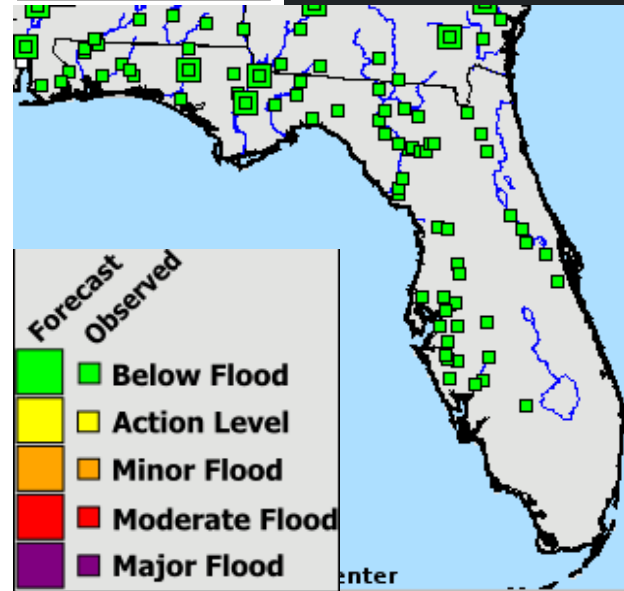 Forecast
Observed
Below Flood
Action Level
Minor Flood
Moderate Flood
Major Flood
enter